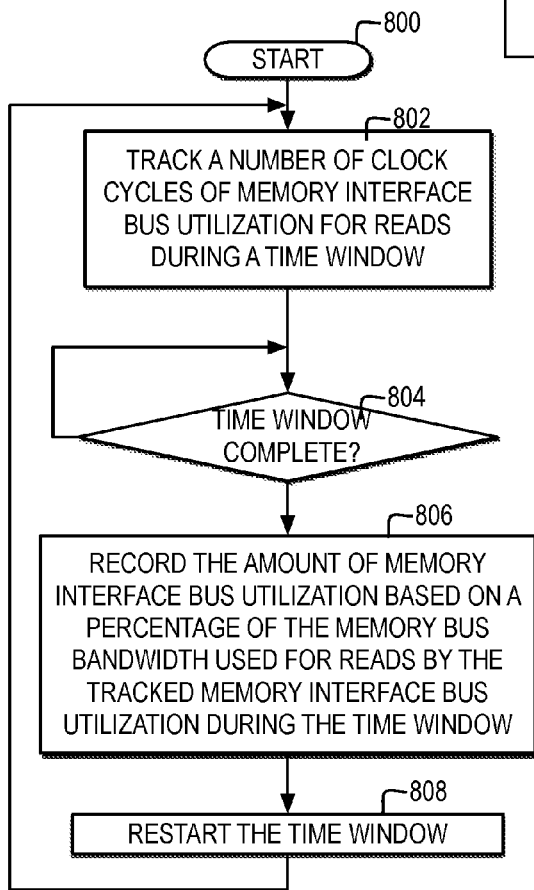 800
START
802
TRACK A NUMBER OF CLOCK
CYCLES OF MEMORY INTERFACE
BUS UTILIZATION FOR READS
DURING A TIME WINDOW
804
TIME WINDOW
COMPLETE?
806
RECORD THE AMOUNT OF MEMORY
INTERFACE BUS UTILIZATION BASED ON A
PERCENTAGE OF THE MEMORY BUS
BANDWIDTH USED FOR READS BY THE
TRACKED MEMORY INTERFACE BUS
UTILIZATION DURING THE TIME WINDOW
808
RESTART THE TIME WINDOW